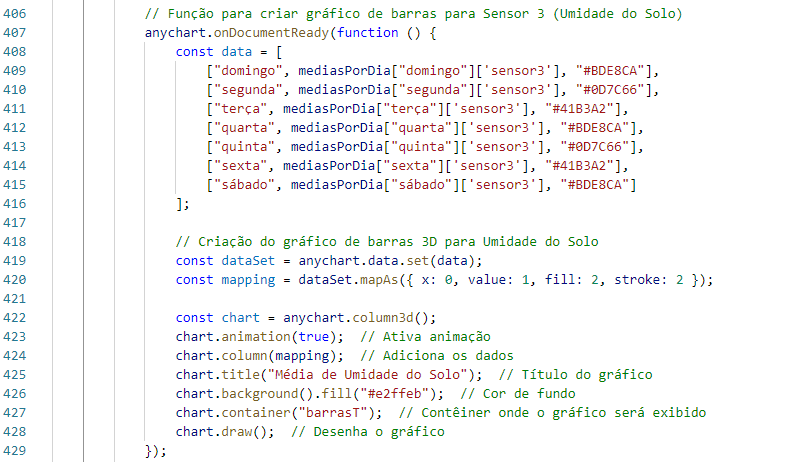 406 // Função para criar gráfico de barras para Sensor 3 (Umidade do Solo)
407 anychart.onDocumentReady(function () {
408 const data = [
409 ["domingo", mediasPorDia["domingo"]['sensor3'], "#BDE8CA"],
410 ["segunda", mediasPorDia["segunda"]['sensor3'], "#0D7C66"],
411 ["terça", mediasPorDia["terça"]['sensor3'], "#41B3A2"],
412 ["quarta", mediasPorDia["quarta"]['sensor3'], "#BDE8CA"],
413 ["quinta", mediasPorDia["quinta"]['sensor3'], "#0D7C66"],
414 ["sexta", mediasPorDia["sexta"]['sensor3'], "#41B3A2"],
415 ["sábado", mediasPorDia["sábado"]['sensor3'], "#BDE8CA"]
416 ];
417
418 // Criação do gráfico de barras 3D para Umidade do Solo
419 const dataSet = anychart.data.set(data);
420 const mapping = dataSet.mapAs({ x: 0, value: 1, fill: 2, stroke: 2 });
421
422 const chart = anychart.column3d();
423 chart.animation(true); // Ativa animação
424 chart.column(mapping); // Adiciona os dados
425 chart.title("Média de Umidade do Solo"); // Título do gráfico
426 chart.background().fill("#e2ffeb"); // Cor de fundo
427 chart.container("barrasT"); // Contêiner onde o gráfico será exibido
428 chart.draw(); // Desenha o gráfico
429 });